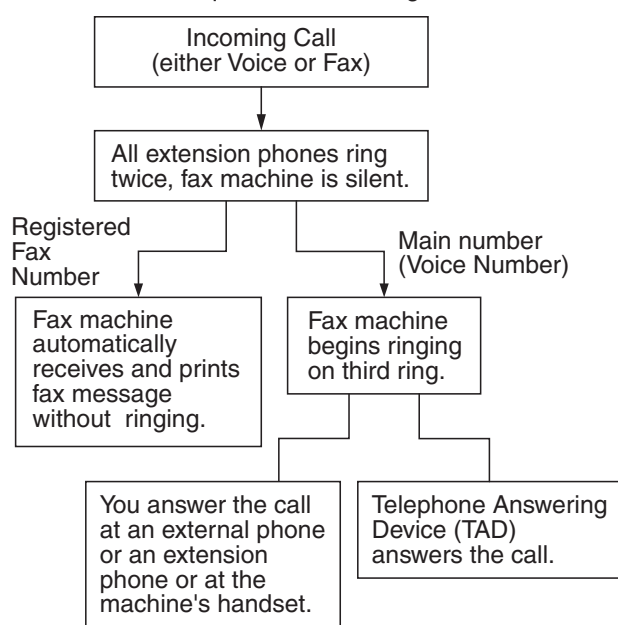 Incoming Call
(either Voice or Fax)
All extension phones ring
twice, fax machine is silent.
Registered
Fax
Number
Main number
(Voice Number)
Fax machine
automatically
receives and prints
fax message
without ringing.
Fax machine
begins ringing
on third ring.
You answer the call
at an external phone
or an extension
phone or at the
machine's handset.
Telephone Answering
Device (TAD)
answers the call.